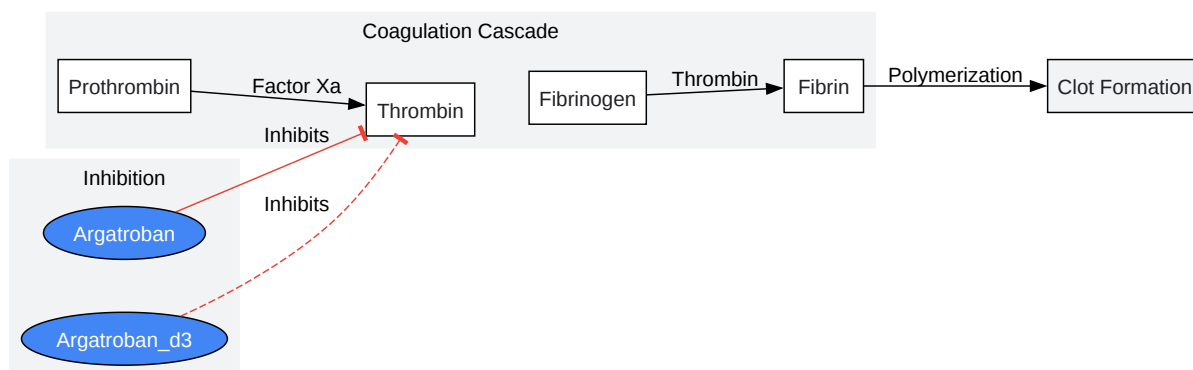 Coagulation Cascade
Prothrombin
Factor Xa
Thrombin
Fibrinogen
Thrombin
Fibrin
Polymerization
Clot Formation
Inhibits
Inhibition
Inhibits
Argatroban
Argatroban_d3